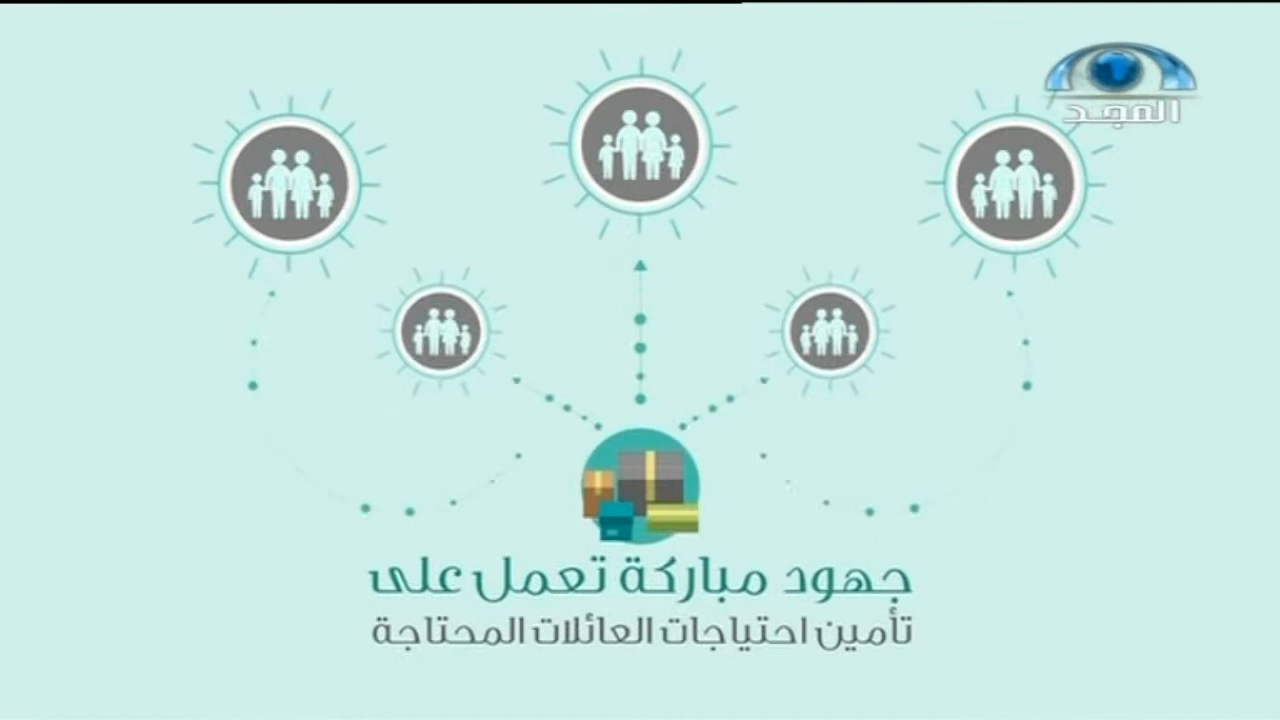 المجد
جهود مباركة تعمل على
تأمين احتياجات العائلات المحتاجة